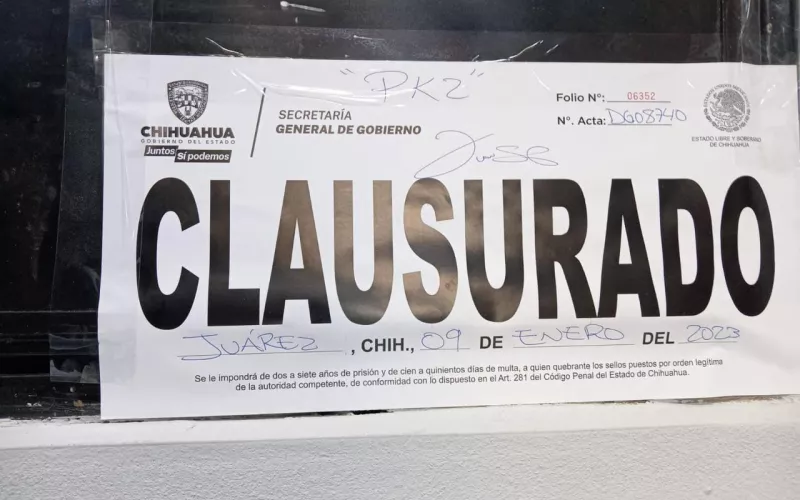 "PK2"
CHIHUAHUA
GOBIERNO DEL ESTADO
Juntos Sí podemos
SECRETARÍA
GENERAL DE GOBIERNO
Folio N°: 06352
N°. Acta: DG08740
ESTADO LIBRE Y SOBERANO
DE CHIHUAHUA
CLAUSURADO
JUÁREZ, CHIH., 09 DE ENERO DEL 2023
Se le impondrá de dos a siete años de prisión y de cien a quinientos días de multa, a quien quebrante los sellos puestos por orden legítima
de la autoridad competente, de conformidad con lo dispuesto en el Art. 281 del Código Penal del Estado de Chihuahua.